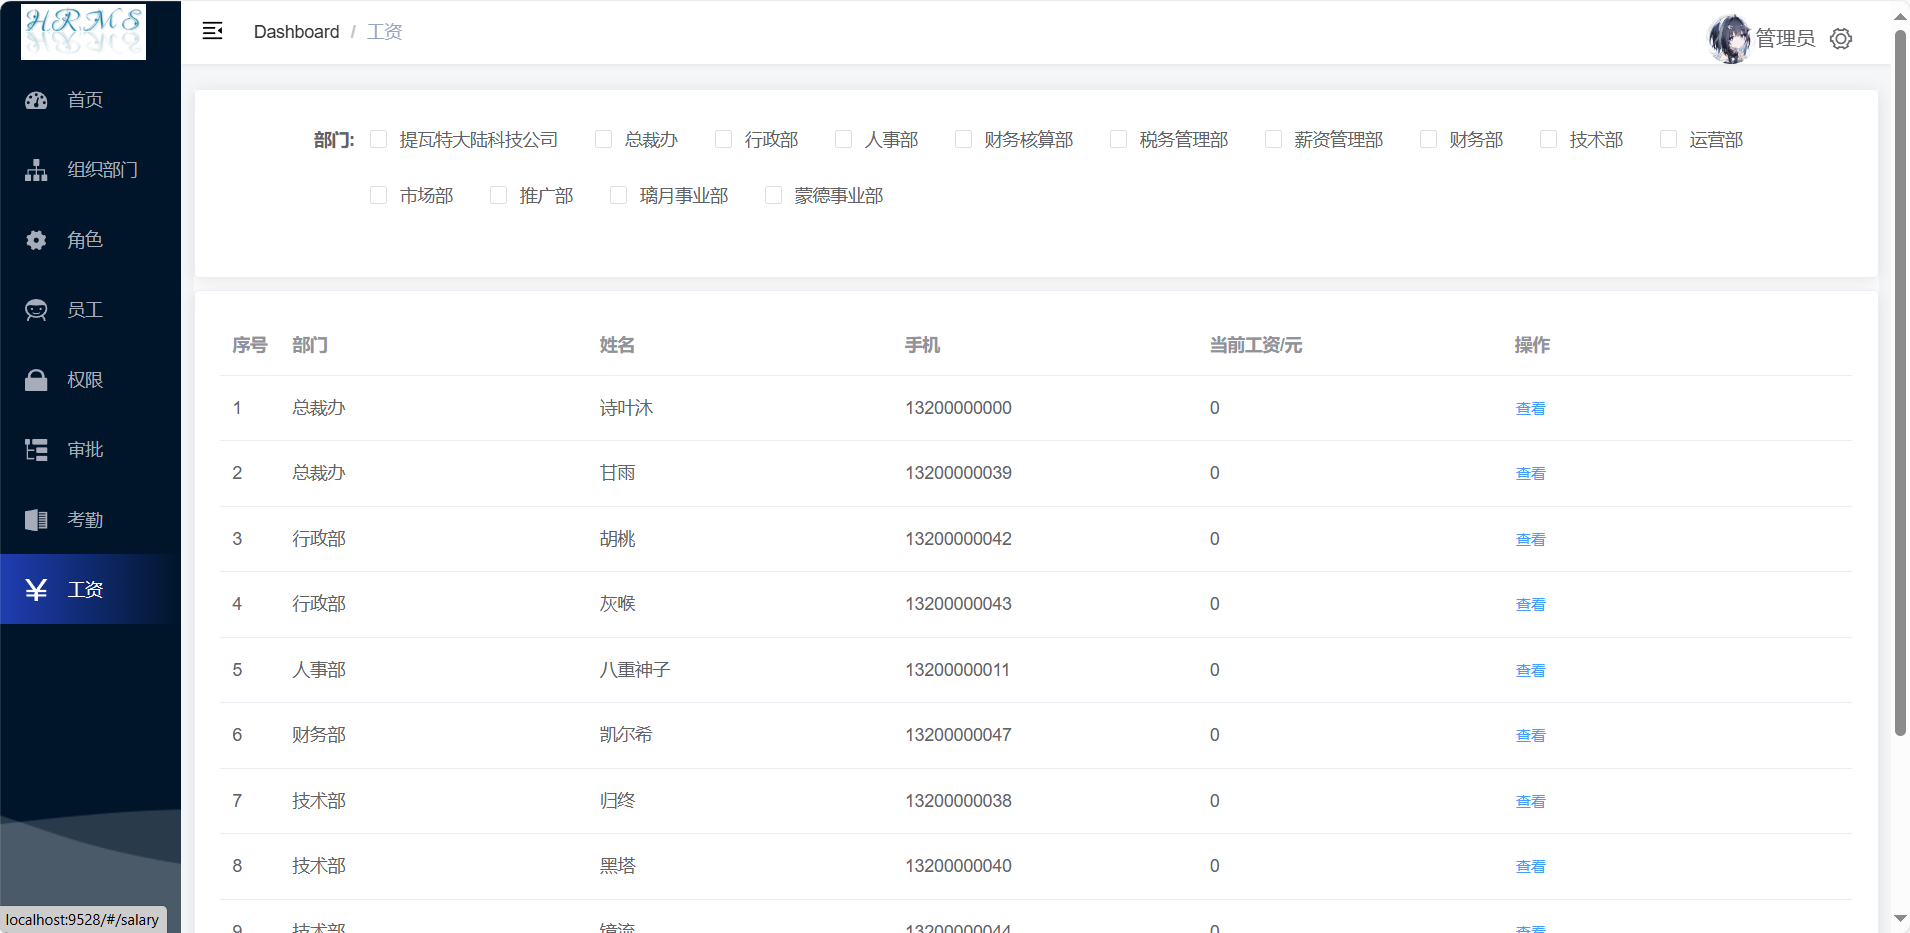 HRMS
Dashboard / 工资
管理员
首页
组织部门
角色
员工
权限
审批
考勤
¥ 工资
部门: 提瓦特大陆科技公司 总裁办 行政部 人事部 财务核算部 税务管理部 薪资管理部 财务部 技术部 运营部
市场部 推广部 璃月事业部 蒙德事业部
序号 部门 姓名 手机 当前工资/元 操作
1 总裁办 诗叶沐 13200000000 0 查看
2 总裁办 甘雨 13200000039 0 查看
3 行政部 胡桃 13200000042 0 查看
4 行政部 灰喉 13200000043 0 查看
5 人事部 八重神子 13200000011 0 查看
6 财务部 凯尔希 13200000047 0 查看
7 技术部 归终 13200000038 0 查看
8 技术部 黑塔 13200000040 0 查看
9 技术部 镜流 13200000044 0 查看
localhost:9528/#/salary